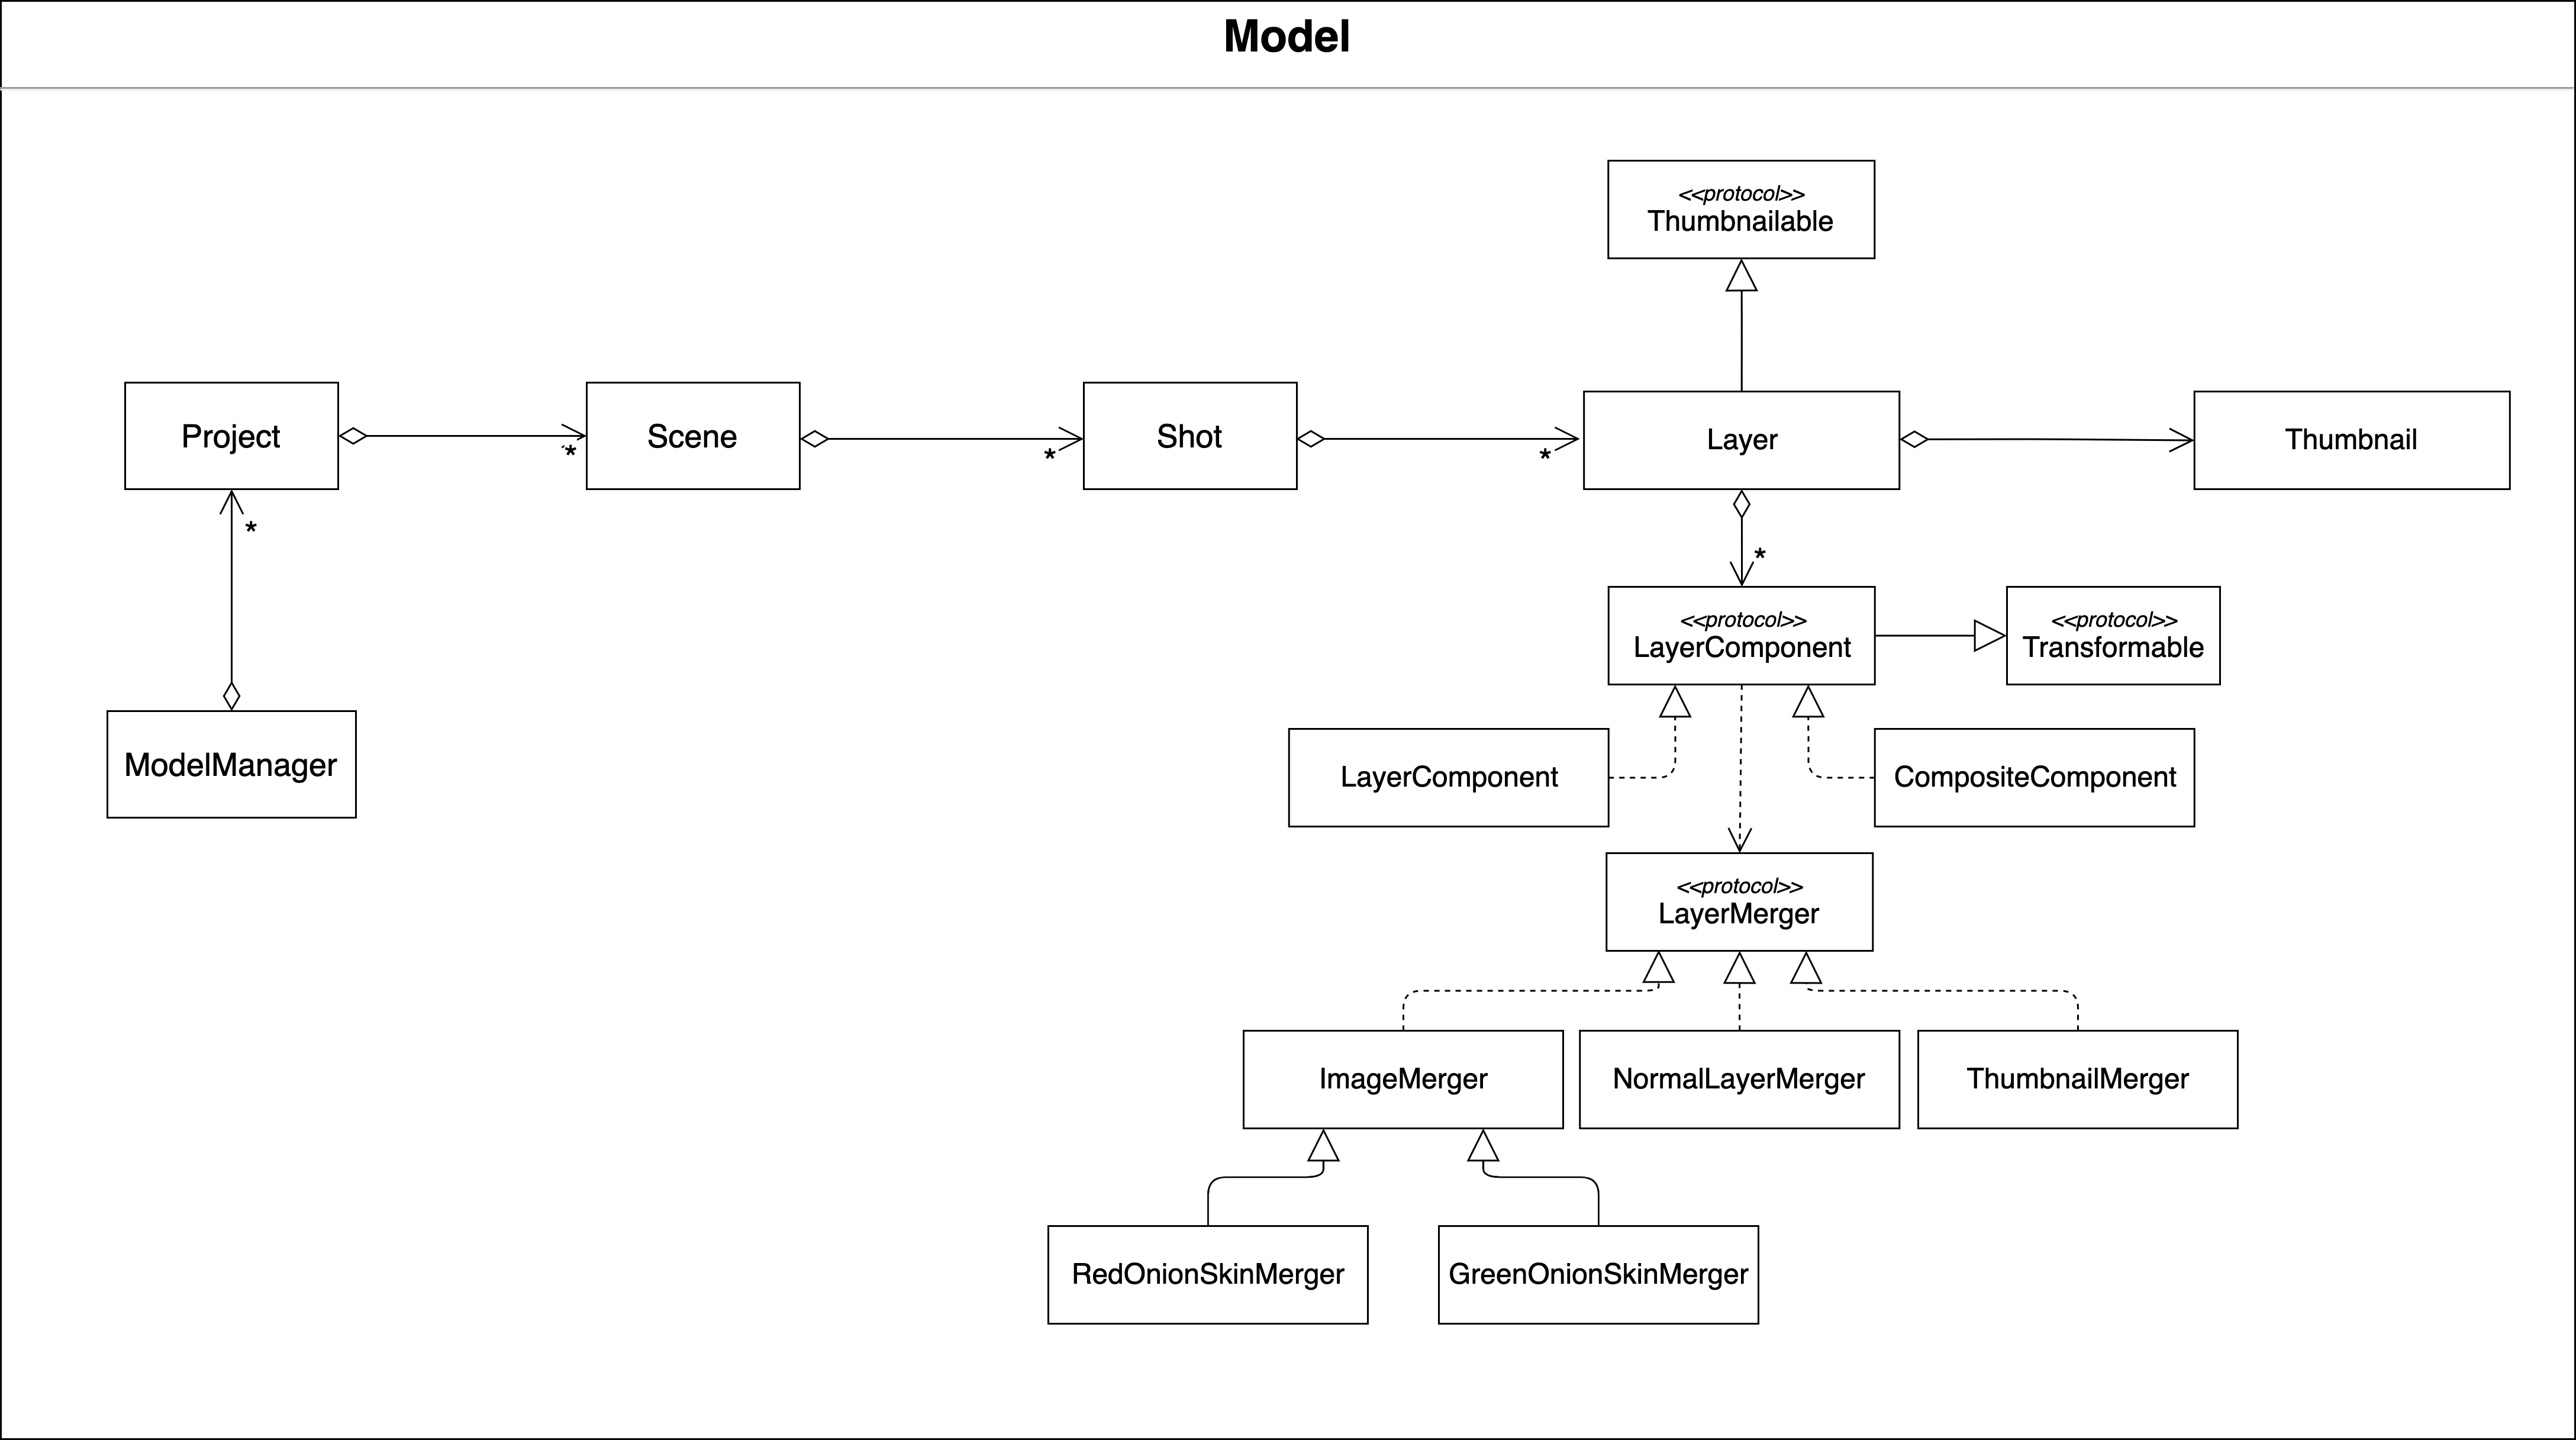 Model
<<protocol>>
Thumbnailable
Project
*
Scene
*
Shot
*
Layer
Thumbnail
*
*
<<protocol>>
LayerComponent
<<protocol>>
Transformable
ModelManager
LayerComponent
CompositeComponent
<<protocol>>
LayerMerger
ImageMerger
NormalLayerMerger
ThumbnailMerger
RedOnionSkinMerger
GreenOnionSkinMerger